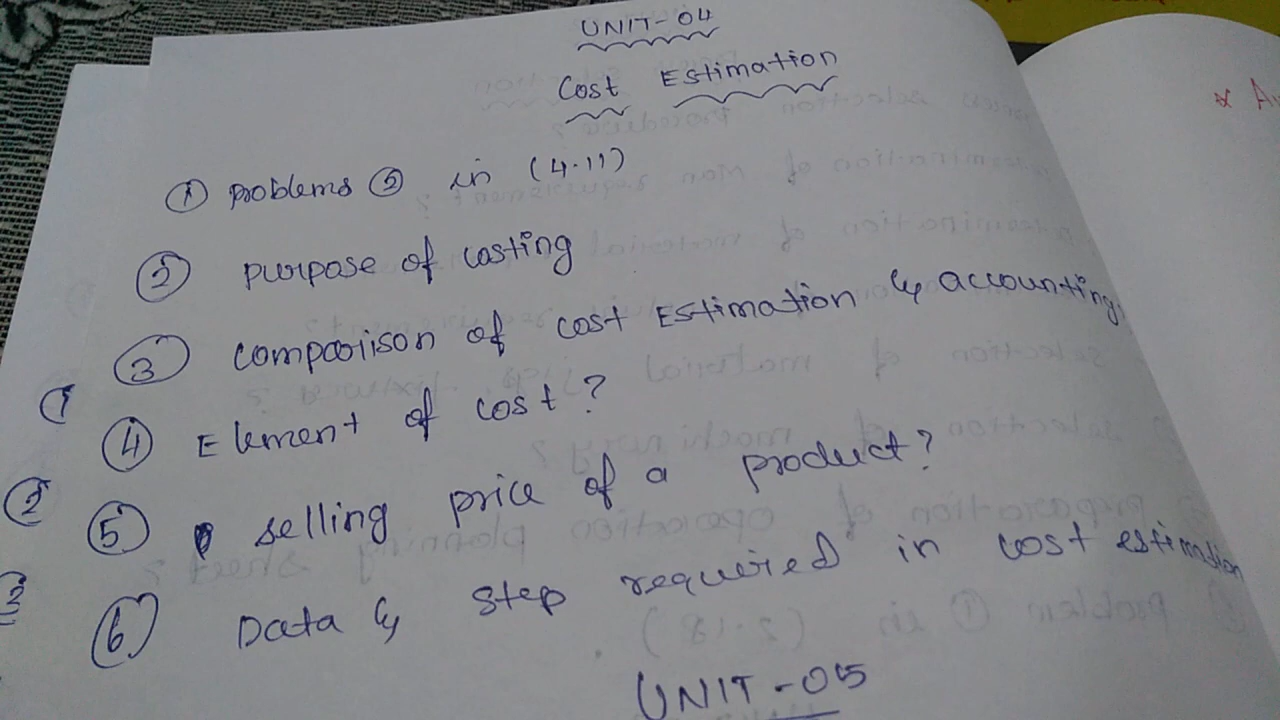 UNIT-04
Cost Estimation
① problems ② in (4.11)
② purpose of costing
③ comparison of cost Estimation & accounting
④ Element of cost?
⑤ selling price of a product?
⑥ Data & step required in cost estimation
UNIT-05
①
②